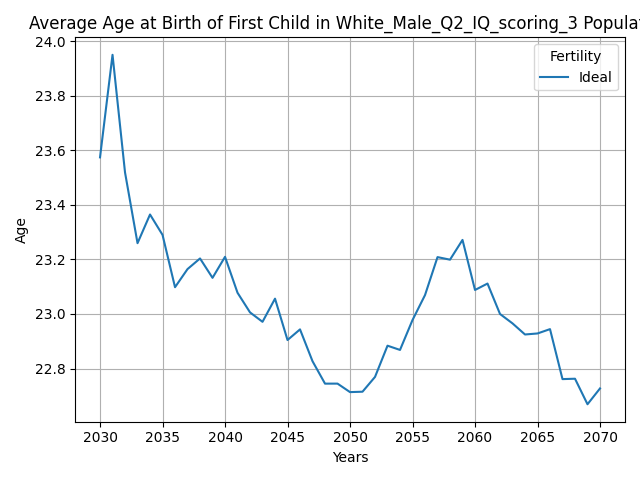 Average Age at Birth of First Child in White_Male_Q2_IQ_scoring_3 Populat
24.0
23.8
23.6
23.4
23.2
23.0
22.8
Age
Fertility
Ideal
2030 2035 2040 2045 2050 2055 2060 2065 2070
Years